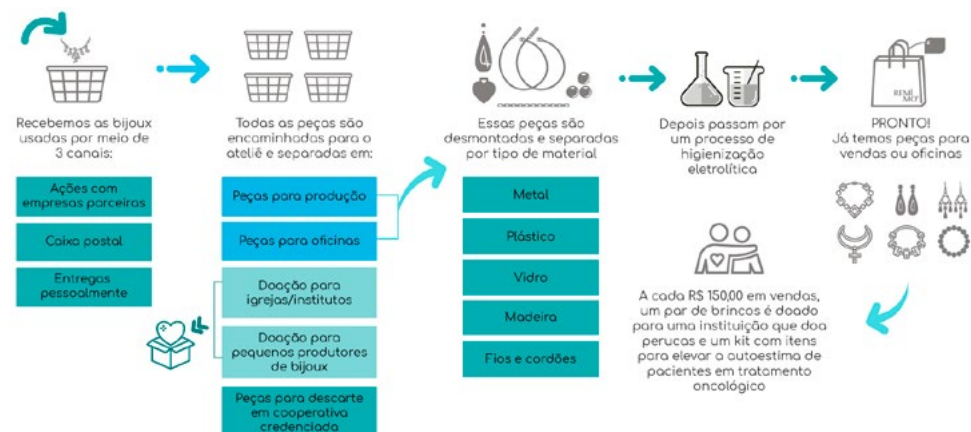 Recebemos as bijoux
usadas por meio de
3 canais:
Ações com
empresas parceiras
Caixa postal
Entregas
pessoalmente
Todas as peças são
encaminhadas para o
ateliê e separadas em:
Peças para produção
Peças para oficinas
Doação para
igrejas/institutos
Doação para
pequenos produtores
de bijoux
Peças para descarte
em cooperativa
credenciada
Essas peças são
desmontadas e separadas
por tipo de material
Metal
Plástico
Vidro
Madeira
Fios e cordões
Depois passam por
um processo de
higienização
eletrolítica
PRONTO!
Já temos peças para
vendas ou oficinas
A cada R$ 150,00 em vendas,
um par de brincos é doado
para uma instituição que doa
perucas e um kit com itens
para elevar a autoestima de
pacientes em tratamento
oncológico